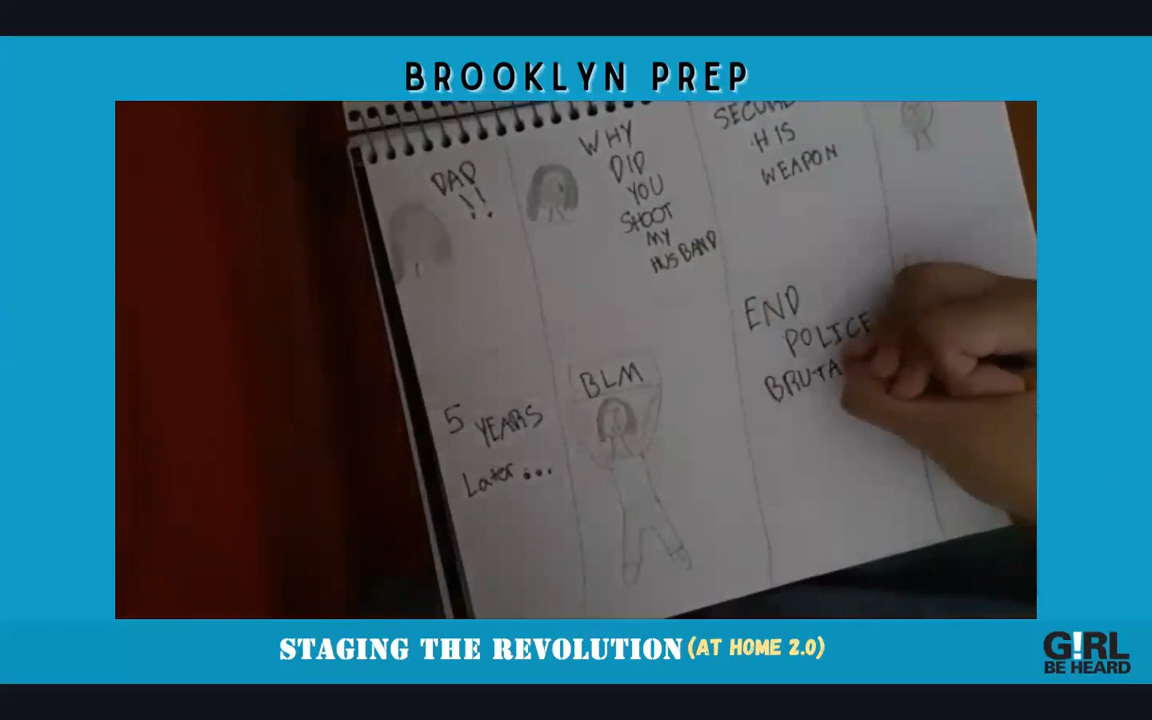 BROOKLYN PREP
DAD
!!
WHY
DID
YOU
SHOOT
MY
HUSBAND
HIS
WEAPON
5
YEARS
Later...
BLM
END
POLICE
STAGING THE REVOLUTION (AT HOME 2.0)
G!RL
BE HEARD